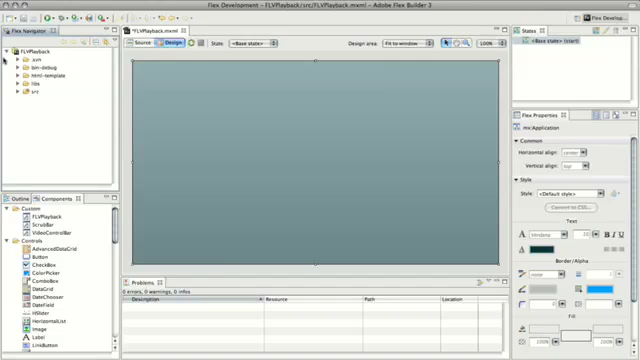 Flex Development - FLVPlayback/src/FLVPlayback.mxml - Adobe Flex Builder 3
Flex Develop...
Flex Navigator
*FLVPlayback.mxml
States
Source
Design
State:
<Base state>
Design area:
Fit to window
100%
<Base state> (start)
FLVPlayback
.svn
bin-debug
html-template
libs
src
Flex Properties
mx:Application
Common
Horizontal align:
center
Vertical align:
top
Style
Style:
<Default style>
Convert to CSS...
Text
Verdana
B I U
Border/Alpha
none
100%
100%
Outline
Components
Custom
FLVPlayback
ScrubBar
VideoControlBar
Controls
AdvancedDataGrid
Button
CheckBox
ColorPicker
ComboBox
DataGrid
DateChooser
DateField
HSlider
HorizontalList
Image
Label
LinkButton
Problems
0 errors, 0 warnings, 0 infos
Description
Resource
Path
Location